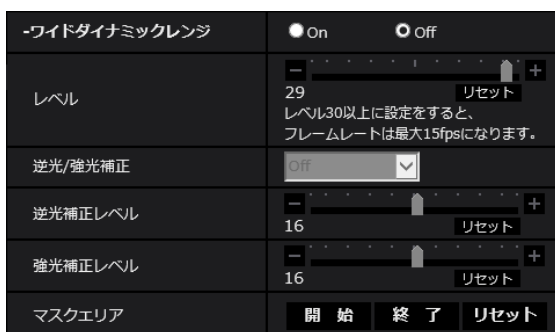 -ワイドダイナミックレンジ On Off
- +
レベル 29 リセット
レベル30以上に設定をすると、
フレームレートは最大15fpsになります。
逆光/強光補正 Off
- +
逆光補正レベル 16 リセット
- +
強光補正レベル 16 リセット
マスクエリア 開 始 終 了 リセット